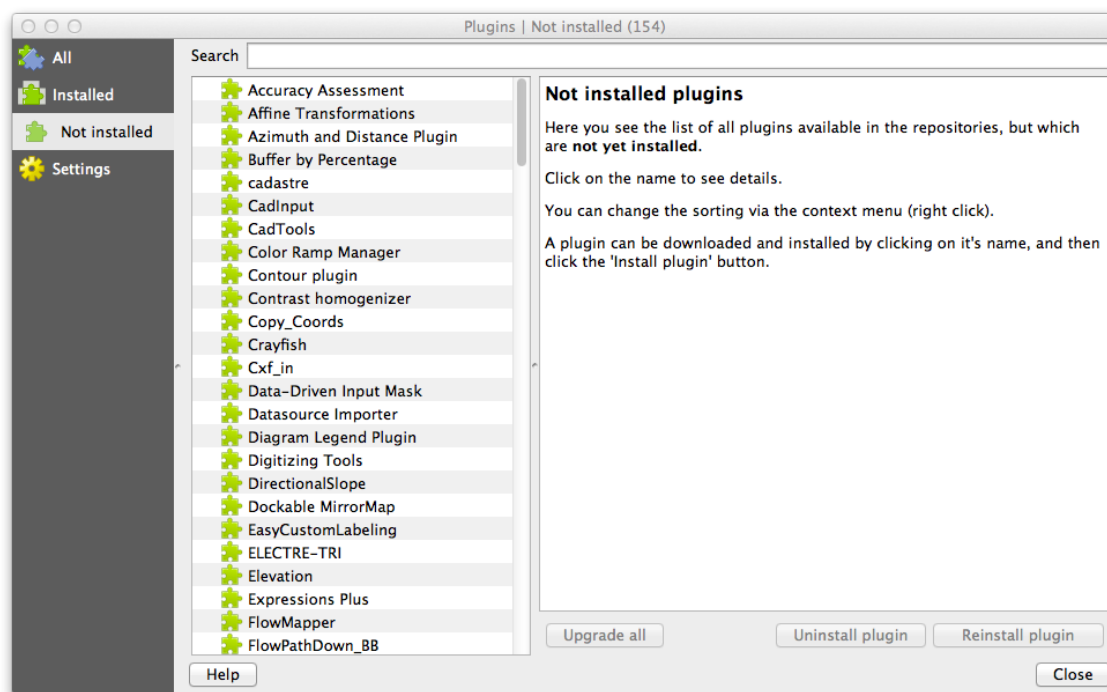 Plugins | Not installed (154)
All
Installed
Not installed
Settings
Search
Accuracy Assessment
Affine Transformations
Azimuth and Distance Plugin
Buffer by Percentage
cadastre
CadInput
CadTools
Color Ramp Manager
Contour plugin
Contrast homogenizer
Copy_Coords
Crayfish
Cxf_in
Data-Driven Input Mask
Datasource Importer
Diagram Legend Plugin
Digitizing Tools
DirectionalSlope
Dockable MirrorMap
EasyCustomLabeling
ELECTRE-TRI
Elevation
Expressions Plus
FlowMapper
FlowPathDown_BB
Not installed plugins
Here you see the list of all plugins available in the repositories, but which
are not yet installed.
Click on the name to see details.
You can change the sorting via the context menu (right click).
A plugin can be downloaded and installed by clicking on it's name, and then
click the 'Install plugin' button.
Upgrade all
Uninstall plugin
Reinstall plugin
Help
Close